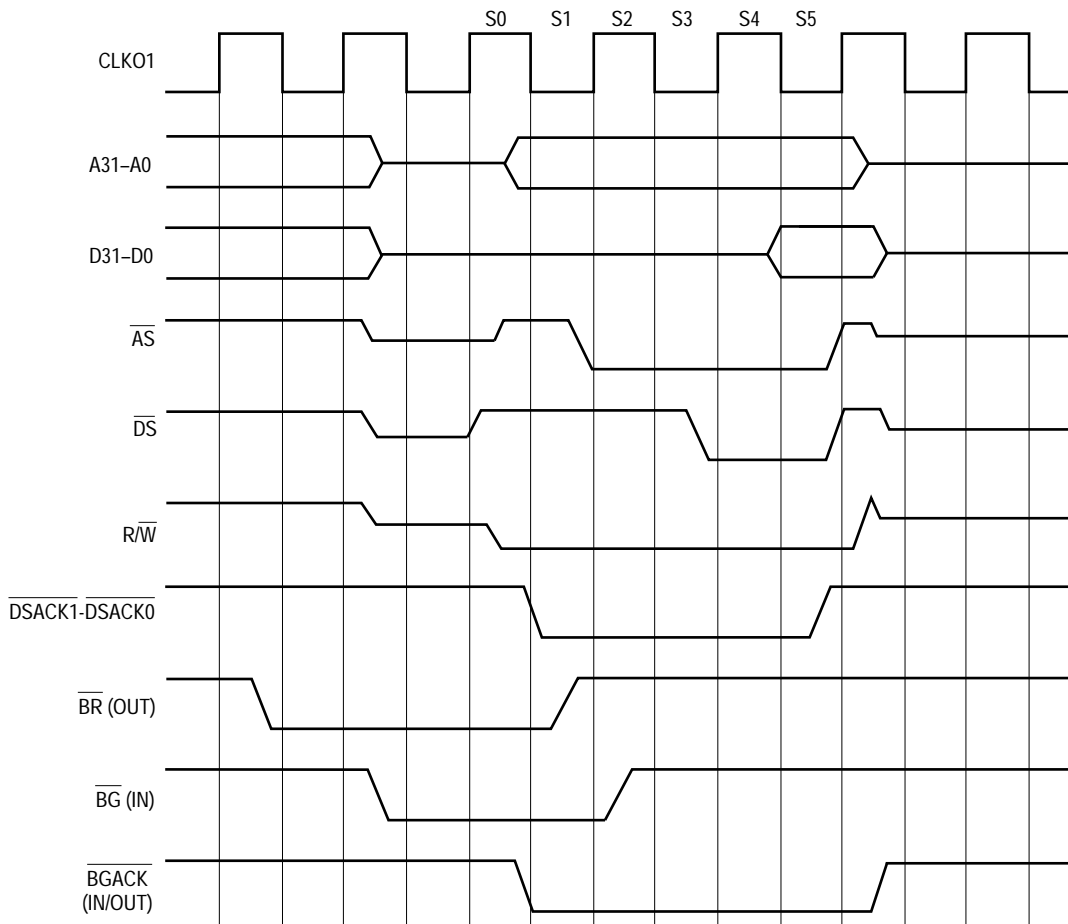 S0 S1 S2 S3 S4 S5
CLKO1
A31–A0
D31–D0
AS
DS
R/W
DSACK1-DSACK0
BR (OUT)
BG (IN)
BGACK
(IN/OUT)